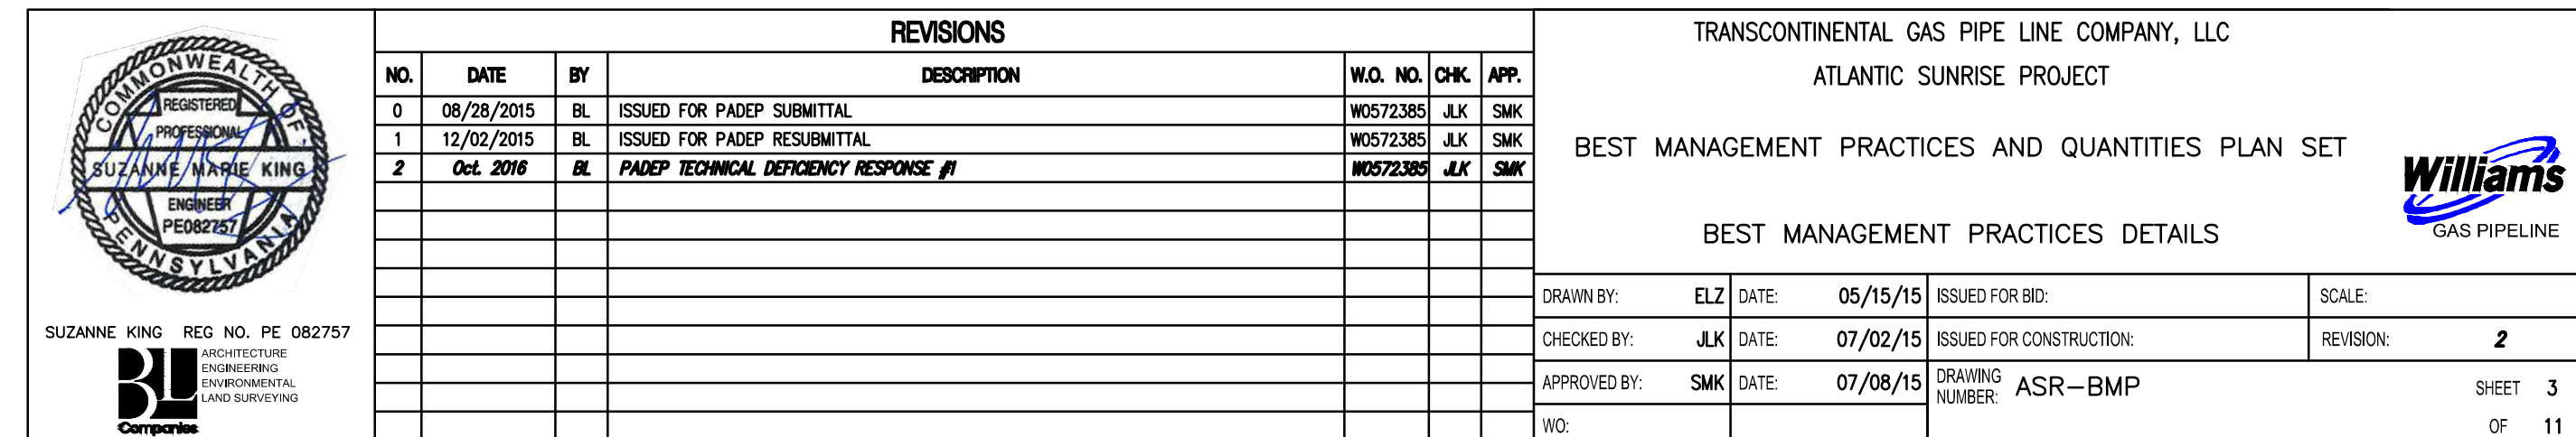 COMMONWEALTH OF
REGISTERED
PROFESSIONAL
SUZANNE MARIE KING
ENGINEER
PE082757
PENNSYLVANIA
SUZANNE KING REG NO. PE 082757
BL
ARCHITECTURE
ENGINEERING
ENVIRONMENTAL
LAND SURVEYING
Companies
REVISIONS
NO. DATE BY DESCRIPTION W.O. NO. CHK. APP.
0 08/28/2015 BL ISSUED FOR PADEP SUBMITTAL WO572385 JLK SMK
1 12/02/2015 BL ISSUED FOR PADEP RESUBMITTAL WO572385 JLK SMK
2 Oct. 2016 BL PADEP TECHNICAL DEFICIENCY RESPONSE #1 WO572385 JLK SMK
TRANSCONTINENTAL GAS PIPE LINE COMPANY, LLC
ATLANTIC SUNRISE PROJECT
BEST MANAGEMENT PRACTICES AND QUANTITIES PLAN SET
BEST MANAGEMENT PRACTICES DETAILS
Williams
GAS PIPELINE
DRAWN BY: ELZ DATE: 05/15/15 ISSUED FOR BID: SCALE:
CHECKED BY: JLK DATE: 07/02/15 ISSUED FOR CONSTRUCTION: REVISION: 2
APPROVED BY: SMK DATE: 07/08/15 DRAWING NUMBER: ASR-BMP SHEET 3
WO: OF 11